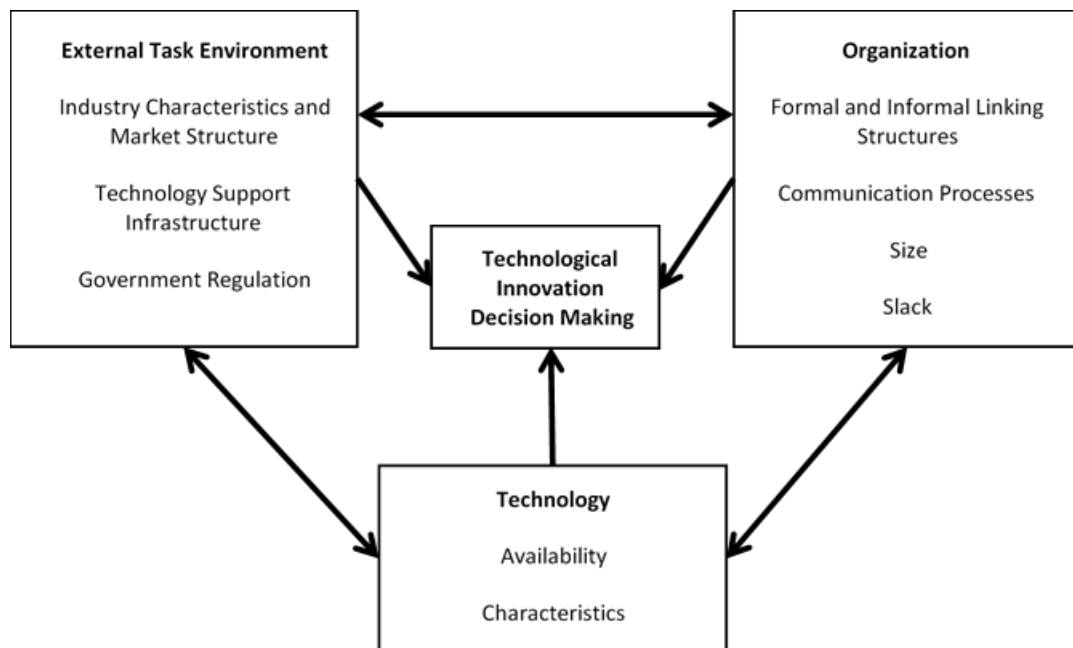 External Task Environment
Industry Characteristics and
Market Structure
Technology Support
Infrastructure
Government Regulation
Organization
Formal and Informal Linking
Structures
Communication Processes
Size
Slack
Technological
Innovation
Decision Making
Technology
Availability
Characteristics